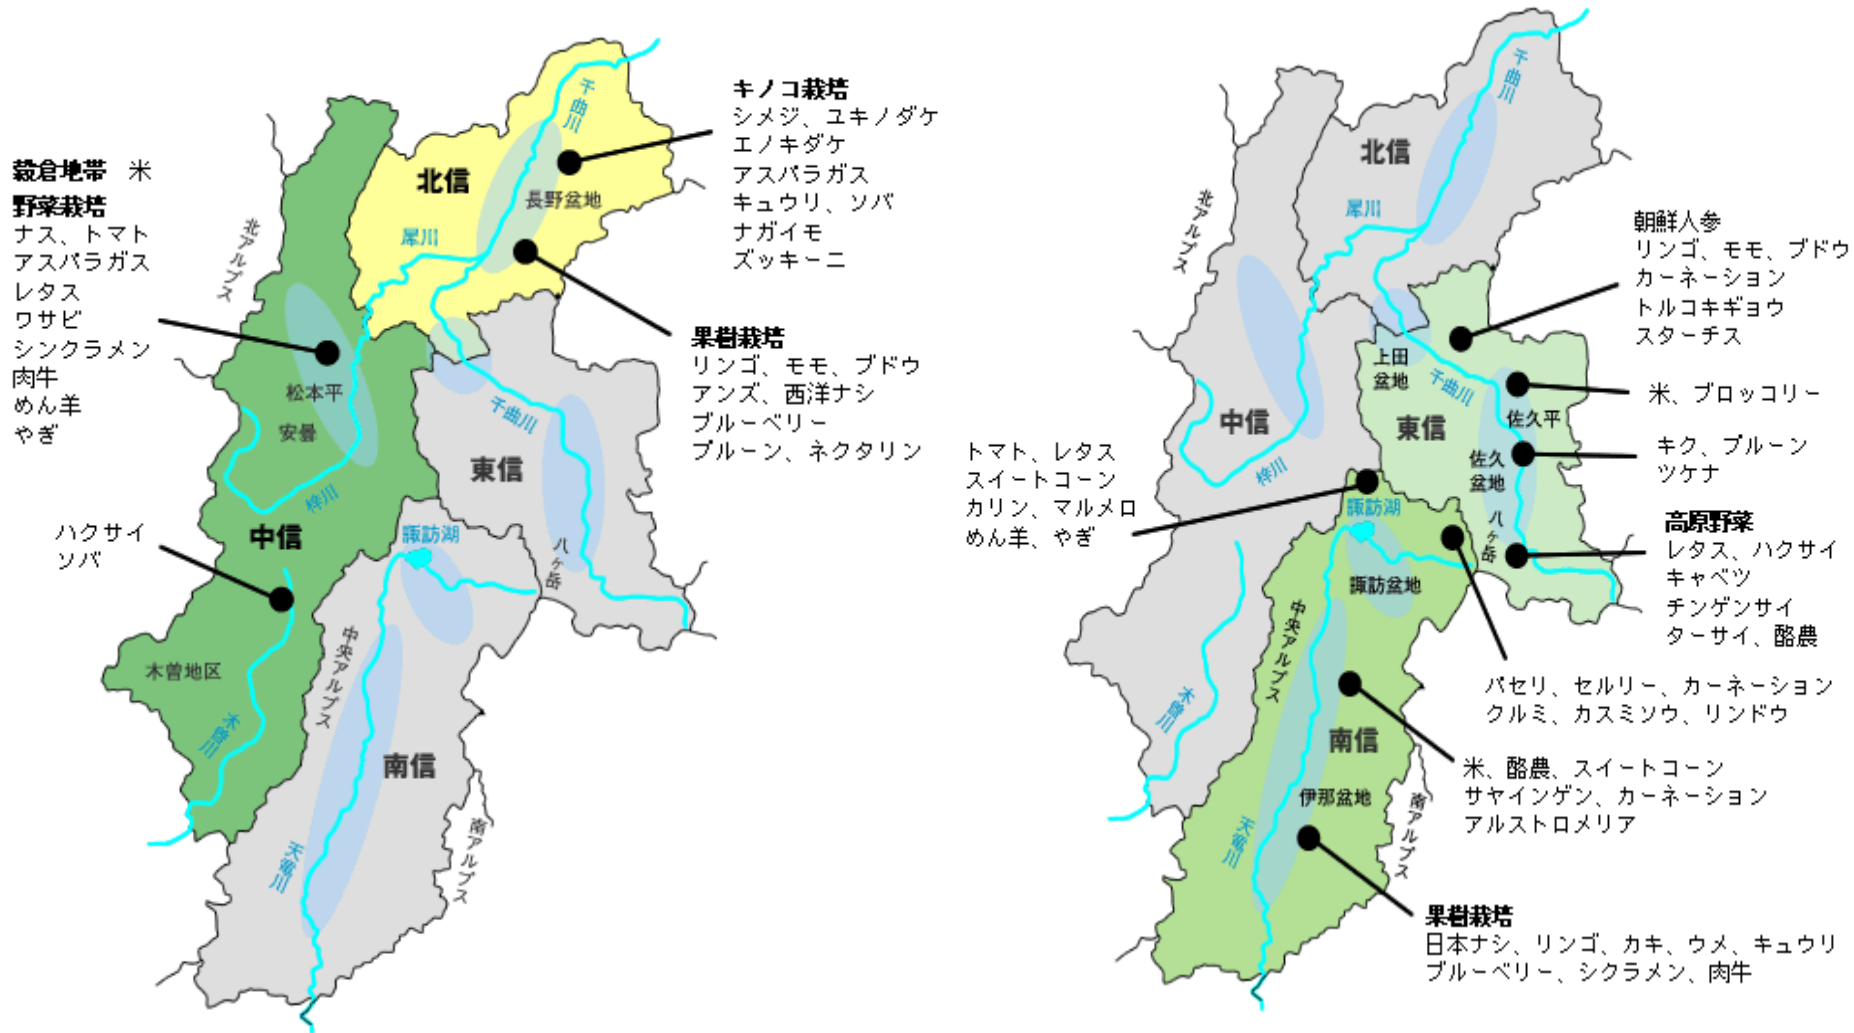 穀倉地帯　米
野菜栽培
ナス、トマト
アスパラガス
レタス
ワサビ
シンクラメン
肉牛
めん羊
やぎ
ハクサイ
ソバ
北アルプス
松本平
安曇
梓川
中信
木曽地区
木曽川
北信
千曲川
長野盆地
犀川
キノコ栽培
シメジ、ユキノダケ
エノキダケ
アスパラガス
キュウリ、ソバ
ナガイモ
ズッキーニ
果樹栽培
リンゴ、モモ、ブドウ
アンズ、西洋ナシ
ブルーベリー
プルーン、ネクタリン
千曲川
東信
諏訪湖
八ヶ岳
中央アルプス
南信
天竜川
南アルプス
千曲川
北信
犀川
北アルプス
中信
梓川
木曽川
上田
盆地
千曲川
東信
佐久平
佐久
盆地
八ヶ岳
諏訪湖
諏訪盆地
中央アルプス
南信
伊那盆地
天竜川
南アルプス
朝鮮人参
リンゴ、モモ、ブドウ
カーネーション
トルコキギョウ
スターチス
米、ブロッコリー
キク、プルーン
ツケナ
高原野菜
レタス、ハクサイ
キャベツ
チンゲンサイ
ターサイ、酪農
トマト、レタス
スイートコーン
カリン、マルメロ
めん羊、やぎ
パセリ、セルリー、カーネーション
クルミ、カスミソウ、リンドウ
米、酪農、スイートコーン
サヤインゲン、カーネーション
アルストロメリア
果樹栽培
日本ナシ、リンゴ、カキ、ウメ、キュウリ
ブルーベリー、シクラメン、肉牛